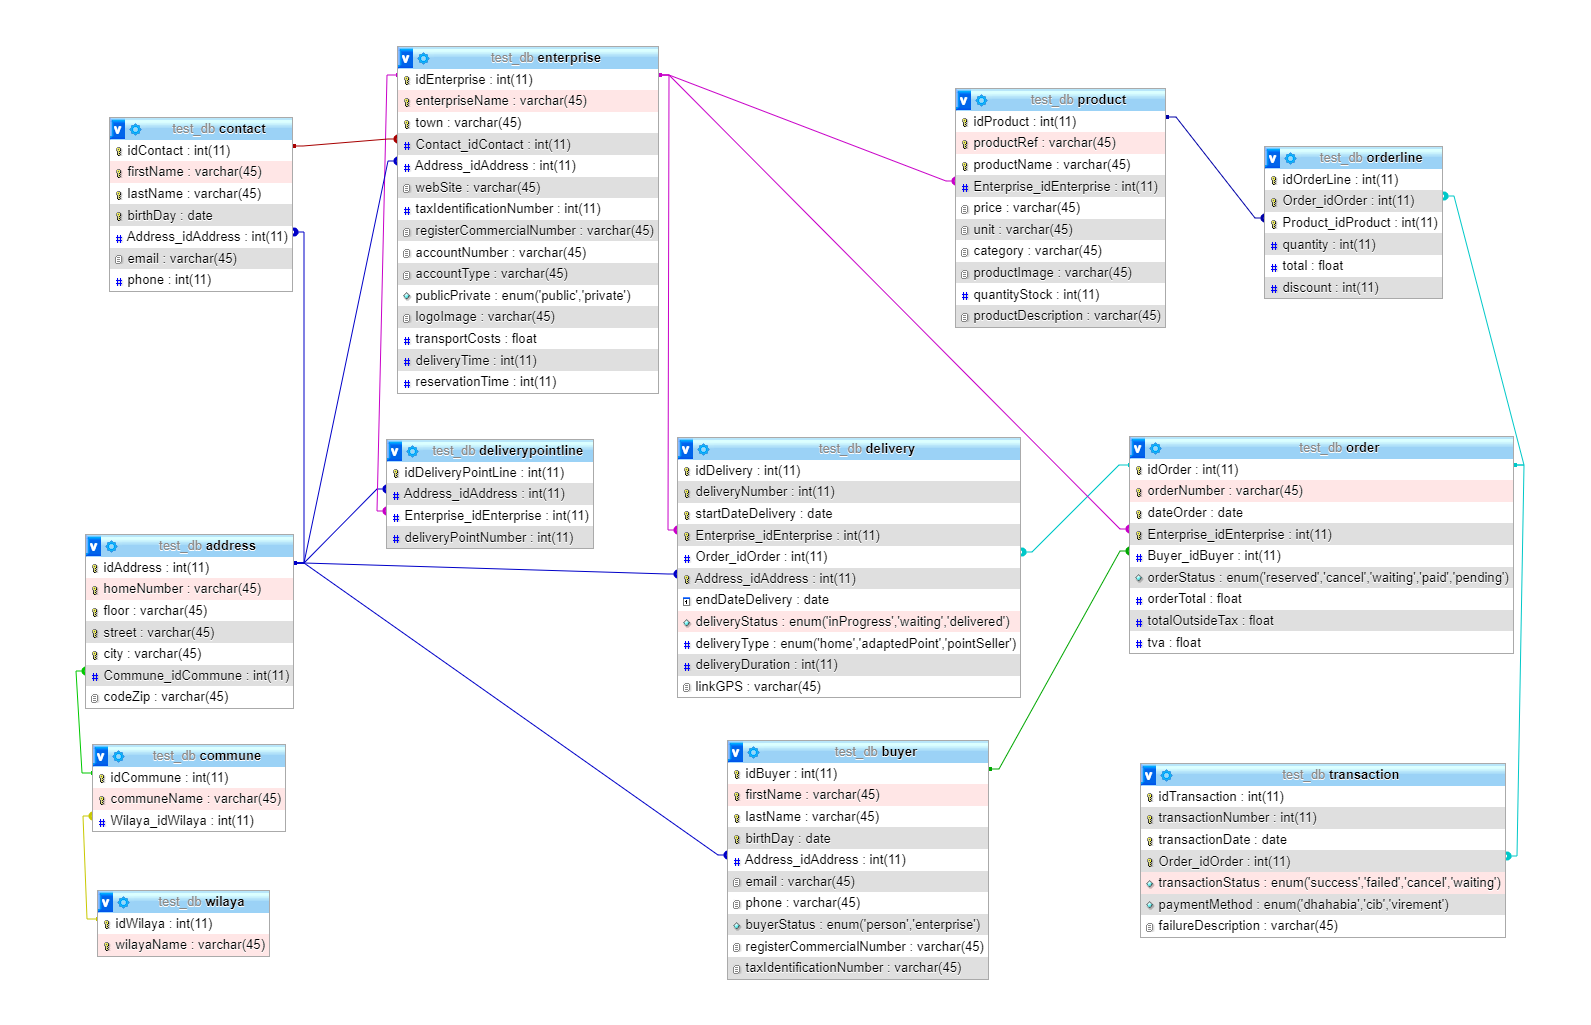 v test_db contact
idContact : int(11)
firstName : varchar(45)
lastName : varchar(45)
birthDay : date
# Address_idAddress : int(11)
email : varchar(45)
# phone : int(11)
v test_db enterprise
idEnterprise : int(11)
enterpriseName : varchar(45)
town : varchar(45)
# Contact_idContact : int(11)
# Address_idAddress : int(11)
webSite : varchar(45)
# taxIdentificationNumber : int(11)
registerCommercialNumber : varchar(45)
accountNumber : varchar(45)
accountType : varchar(45)
publicPrivate : enum('public','private')
logoImage : varchar(45)
# transportCosts : float
# deliveryTime : int(11)
# reservationTime : int(11)
v test_db product
idProduct : int(11)
productRef : varchar(45)
productName : varchar(45)
# Enterprise_idEnterprise : int(11)
price : varchar(45)
unit : varchar(45)
category : varchar(45)
productImage : varchar(45)
# quantityStock : int(11)
productDescription : varchar(45)
v test_db orderline
idOrderLine : int(11)
Order_idOrder : int(11)
Product_idProduct : int(11)
# quantity : int(11)
# total : float
# discount : int(11)
v test_db deliverypointline
idDeliveryPointLine : int(11)
# Address_idAddress : int(11)
# Enterprise_idEnterprise : int(11)
# deliveryPointNumber : int(11)
v test_db delivery
idDelivery : int(11)
deliveryNumber : int(11)
startDateDelivery : date
Enterprise_idEnterprise : int(11)
# Order_idOrder : int(11)
Address_idAddress : int(11)
endDateDelivery : date
deliveryStatus : enum('inProgress','waiting','delivered')
# deliveryType : enum('home','adaptedPoint','pointSeller')
# deliveryDuration : int(11)
linkGPS : varchar(45)
v test_db order
idOrder : int(11)
orderNumber : varchar(45)
dateOrder : date
Enterprise_idEnterprise : int(11)
# Buyer_idBuyer : int(11)
orderStatus : enum('reserved','cancel','waiting','paid','pending')
# orderTotal : float
# totalOutsideTax : float
# tva : float
v test_db address
idAddress : int(11)
homeNumber : varchar(45)
floor : varchar(45)
street : varchar(45)
city : varchar(45)
# Commune_idCommune : int(11)
codeZip : varchar(45)
v test_db commune
idCommune : int(11)
communeName : varchar(45)
# Wilaya_idWilaya : int(11)
v test_db wilaya
idWilaya : int(11)
wilayaName : varchar(45)
v test_db buyer
idBuyer : int(11)
firstName : varchar(45)
lastName : varchar(45)
birthDay : date
# Address_idAddress : int(11)
email : varchar(45)
phone : varchar(45)
buyerStatus : enum('person','enterprise')
registerCommercialNumber : varchar(45)
taxIdentificationNumber : varchar(45)
v test_db transaction
idTransaction : int(11)
transactionNumber : int(11)
transactionDate : date
Order_idOrder : int(11)
transactionStatus : enum('success','failed','cancel','waiting')
paymentMethod : enum('dhahabia','cib','virement')
failureDescription : varchar(45)